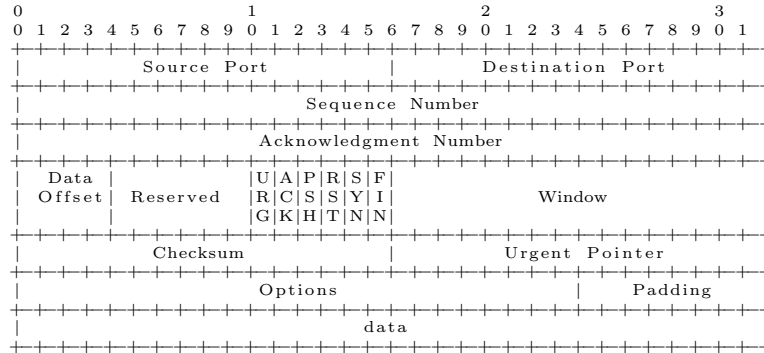 0 1 2 3
0 1 2 3 4 5 6 7 8 9 0 1 2 3 4 5 6 7 8 9 0 1 2 3 4 5 6 7 8 9 0 1
+-+-+-+-+-+-+-+-+-+-+-+-+-+-+-+-+-+-+-+-+-+-+-+-+-+-+-+-+-+-+-+-+
| Source Port | Destination Port
+-+-+-+-+-+-+-+-+-+-+-+-+-+-+-+-+-+-+-+-+-+-+-+-+-+-+-+-+-+-+-+-+
| Sequence Number
+-+-+-+-+-+-+-+-+-+-+-+-+-+-+-+-+-+-+-+-+-+-+-+-+-+-+-+-+-+-+-+-+
| Acknowledgment Number
+-+-+-+-+-+-+-+-+-+-+-+-+-+-+-+-+-+-+-+-+-+-+-+-+-+-+-+-+-+-+-+-+
| Data | |U|A|P|R|S|F|
| Offset| Reserved |R|C|S|S|Y|I| Window
| | |G|K|H|T|N|N|
+-+-+-+-+-+-+-+-+-+-+-+-+-+-+-+-+-+-+-+-+-+-+-+-+-+-+-+-+-+-+-+-+
| Checksum | Urgent Pointer
+-+-+-+-+-+-+-+-+-+-+-+-+-+-+-+-+-+-+-+-+-+-+-+-+-+-+-+-+-+-+-+-+
| Options | Padding
+-+-+-+-+-+-+-+-+-+-+-+-+-+-+-+-+-+-+-+-+-+-+-+-+-+-+-+-+-+-+-+-+
| data
+-+-+-+-+-+-+-+-+-+-+-+-+-+-+-+-+-+-+-+-+-+-+-+-+-+-+-+-+-+-+-+-+